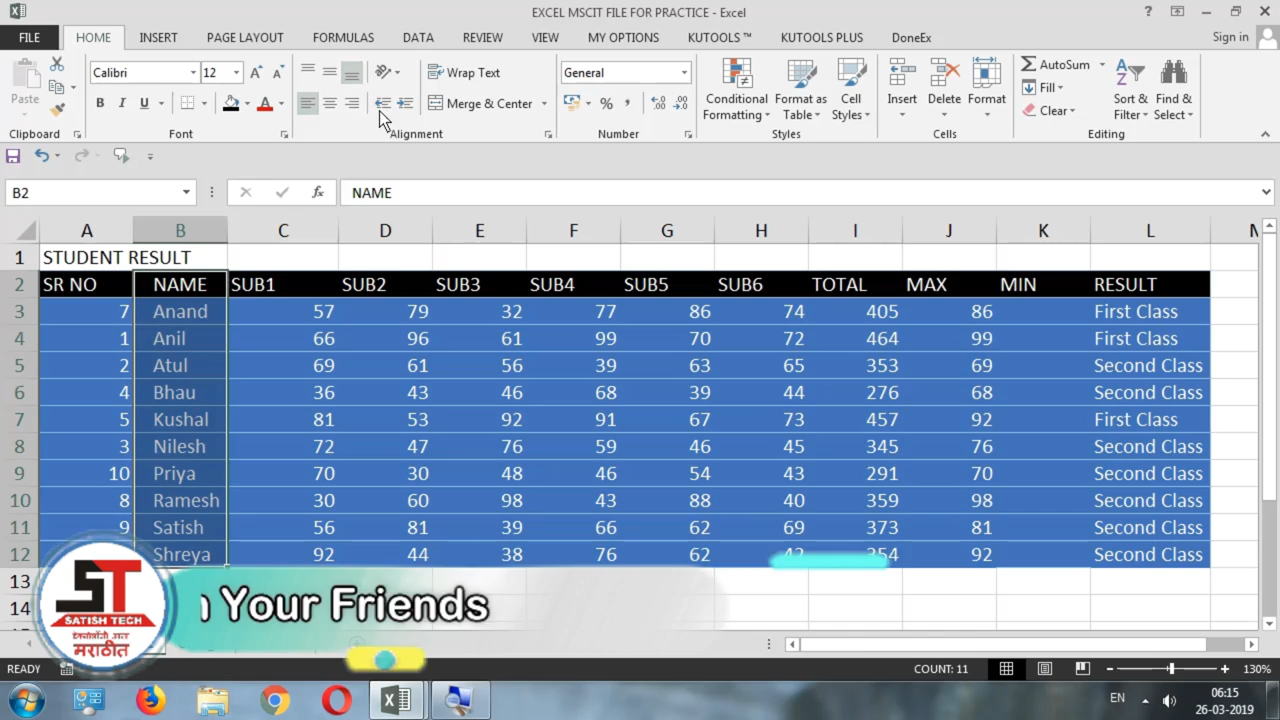 EXCEL MSCIT FILE FOR PRACTICE - Excel
FILE HOME INSERT PAGE LAYOUT FORMULAS DATA REVIEW VIEW MY OPTIONS KUTOOLS ™ KUTOOLS PLUS DoneEx Sign in
Paste Calibri 12 Wrap Text General Conditional Formatting Format as Table Cell Styles Insert Delete Format AutoSum Sort & Filter Find & Select
B I U Merge & Center % Fill
Clear
Clipboard Font Alignment Number Styles Cells Editing
B2 fx NAME
A B C D E F G H I J K L
1 STUDENT RESULT
2 SR NO NAME SUB1 SUB2 SUB3 SUB4 SUB5 SUB6 TOTAL MAX MIN RESULT
3 7 Anand 57 79 32 77 86 74 405 86 First Class
4 1 Anil 66 96 61 99 70 72 464 99 First Class
5 2 Atul 69 61 56 39 63 65 353 69 Second Class
6 4 Bhau 36 43 46 68 39 44 276 68 Second Class
7 5 Kushal 81 53 92 91 67 73 457 92 First Class
8 3 Nilesh 72 47 76 59 46 45 345 76 Second Class
9 10 Priya 70 30 48 46 54 43 291 70 Second Class
10 8 Ramesh 30 60 98 43 88 40 359 98 Second Class
11 9 Satish 56 81 39 66 62 69 373 81 Second Class
12 Shreya 92 44 38 76 62 42 354 92 Second Class
13
14
ST
SATISH TECH
टेक्नॉलॉजी आता
मराठीत
Your Friends
READY COUNT: 11 130%
EN 06:15
26-03-2019